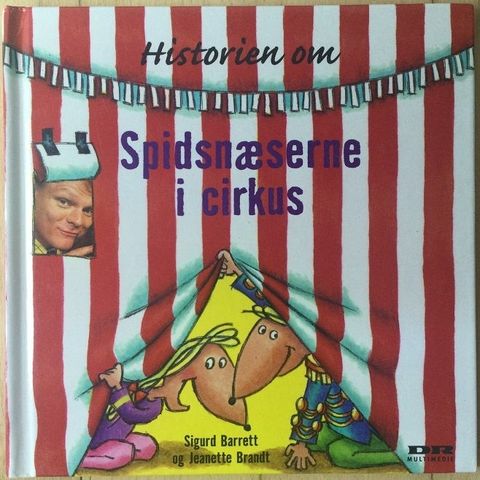 Historien om
Spidsnæserne
i cirkus
Sigurd Barrett
og Jeanette Brandt
DR
MULTIMEDIE